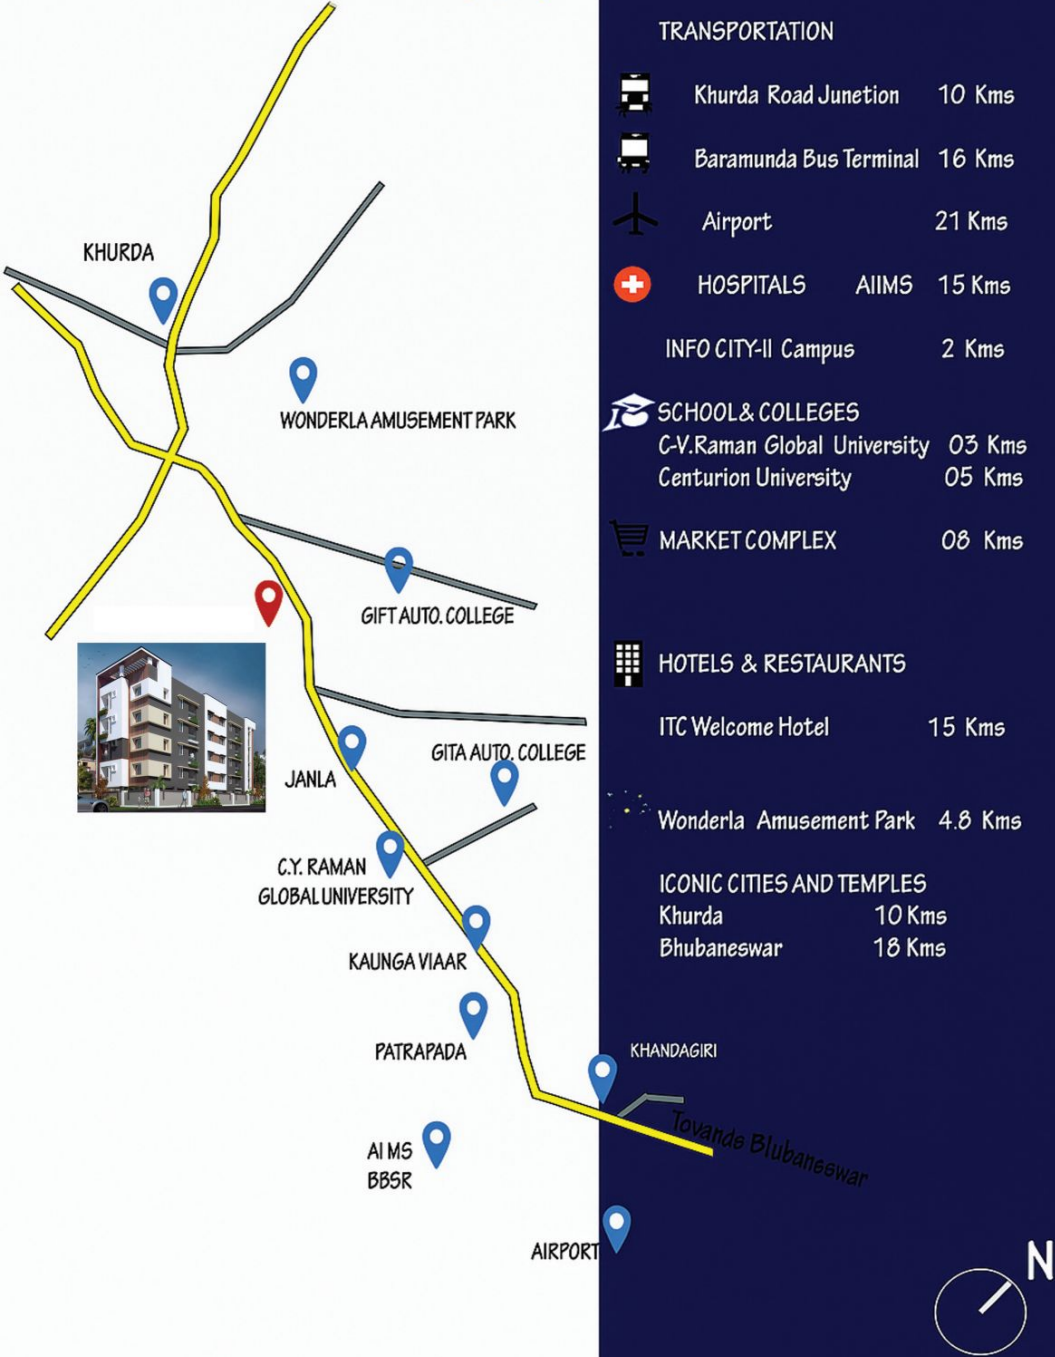 KHURDA
WONDERLA AMUSEMENT PARK
GIFT AUTO. COLLEGE
GITA AUTO. COLLEGE
JANLA
C.Y. RAMAN
GLOBAL UNIVERSITY
KAUNGA VIAAR
PATRAPADA
AI MS
BBSR
AIRPORT
TRANSPORTATION
Khurda Road Junetion 10 Kms
Baramunda Bus Terminal 16 Kms
Airport 21 Kms
HOSPITALS AIIMS 15 Kms
INFO CITY-II Campus 2 Kms
SCHOOL & COLLEGES
C-V.Raman Global University 03 Kms
Centurion University 05 Kms
MARKET COMPLEX 08 Kms
HOTELS & RESTAURANTS
ITC Welcome Hotel 15 Kms
Wonderla Amusement Park 4.8 Kms
ICONIC CITIES AND TEMPLES
Khurda 10 Kms
Bhubaneswar 18 Kms
KHANDAGIRI
Tovands Blubaneswar
N